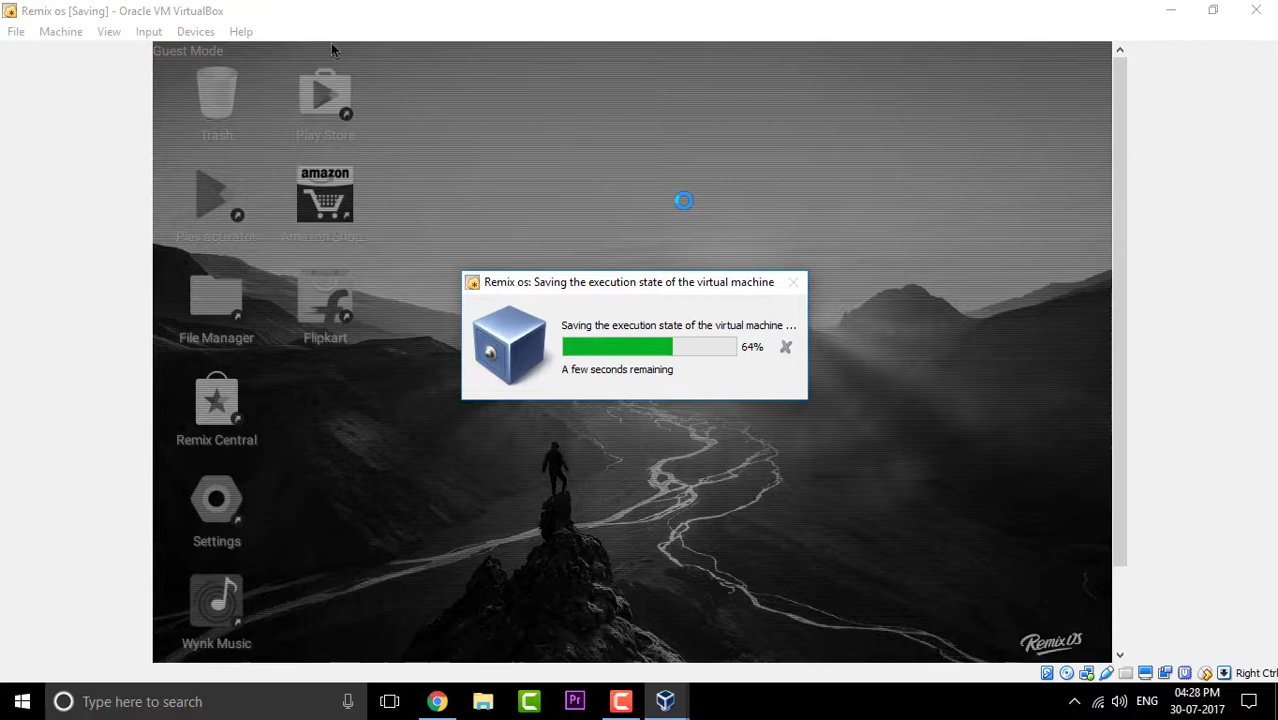 Remix os [Saving] - Oracle VM VirtualBox
File Machine View Input Devices Help
Guest Mode
Trash
Play Store
Play activator
amazon
Amazon Shop...
File Manager
Flipkart
Remix Central
Settings
Wynk Music
Remix os: Saving the execution state of the virtual machine
Saving the execution state of the virtual machine ...
64%
A few seconds remaining
Remix OS
Right Ctrl
Type here to search
Pr
ENG
04:28 PM
30-07-2017